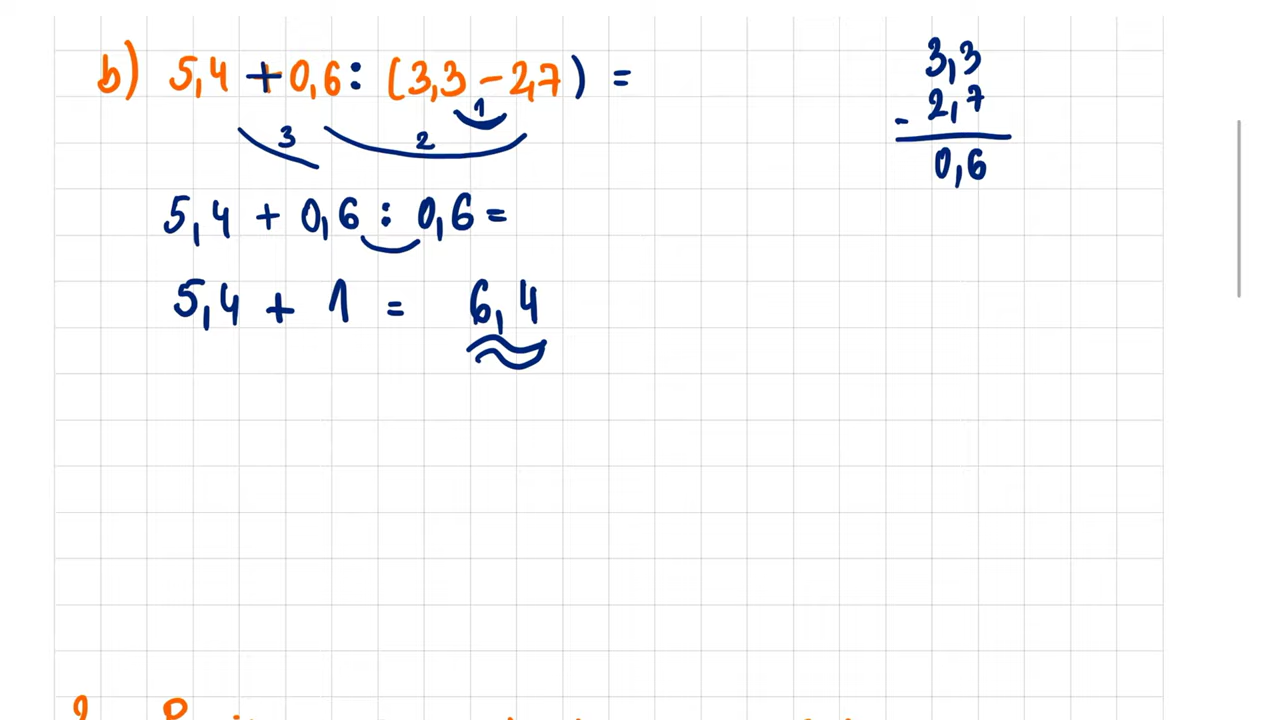 b) 5,4 + 0,6 : (3,3 - 2,7) =
1
3 2
5,4 + 0,6 : 0,6 =
5,4 + 1 = 6,4
3,3
- 2,7
0,6